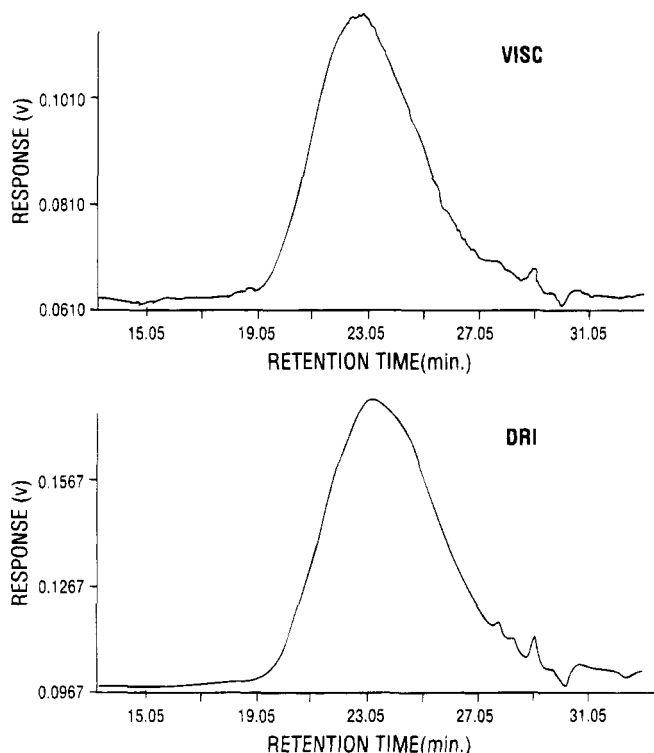 VISC
RESPONSE (v)
0.1010
0.0810
0.0610
15.05 19.05 23.05 27.05 31.05
RETENTION TIME(min.)
DRI
RESPONSE (v)
0.1567
0.1267
0.0967
15.05 19.05 23.05 27.05 31.05
RETENTION TIME(min.)